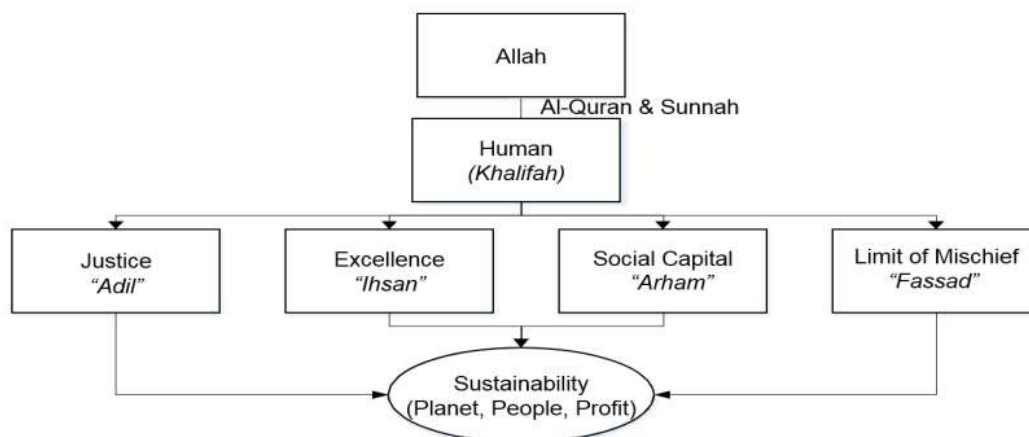 Allah
Al-Quran & Sunnah
Human
(Khalifah)
Justice
“Adil”
Excellence
“Ihsan”
Social Capital
“Arham”
Limit of Mischief
“Fassad”
Sustainability
(Planet, People, Profit)